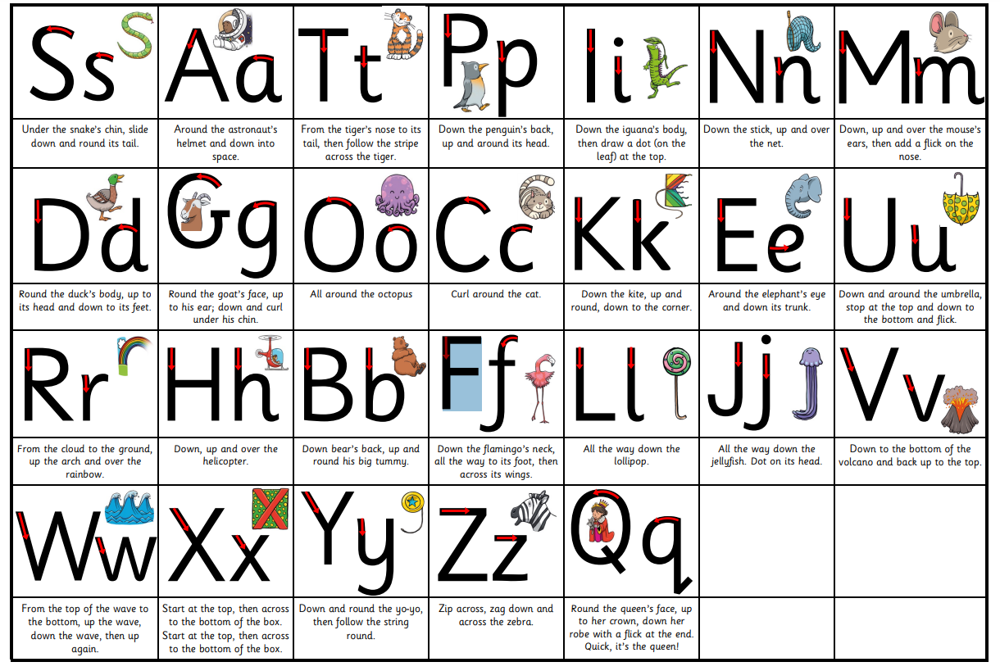 Ss
Aa
Tt
Pp
Ii
Nn
Mm
Under the snake's chin, slide
down and round its tail.
Around the astronaut's
helmet and down into
space.
From the tiger's nose to its
tail, then follow the stripe
across the tiger.
Down the penguin's back,
up and around its head.
Down the iguana's body,
then draw a dot (on the
leaf) at the top.
Down the stick, up and over
the net.
Down, up and over the mouse's
ears, then add a flick on the
nose.
Dd
Gg
Oo
Cc
Kk
Ee
Uu
Round the duck's body, up to
its head and down to its feet.
Round the goat's face, up
to his ear; down and curl
under his chin.
All around the octopus
Curl around the cat.
Down the kite, up and
round, down to the corner.
Around the elephant's eye
and down its trunk.
Down and around the umbrella,
stop at the top and down to
the bottom and flick.
Rr
Hh
Bb
Ff
Ll
Jj
Vv
From the cloud to the ground,
up the arch and over the
rainbow.
Down, up and over the
helicopter.
Down bear's back, up and
round his big tummy.
Down the flamingo's neck,
all the way to its foot, then
across its wings.
All the way down the
lollipop.
All the way down the
jellyfish. Dot on its head.
Down to the bottom of the
volcano and back up to the top.
Ww
Xx
Yy
Zz
Qq
From the top of the wave to
the bottom, up the wave,
down the wave, then up
again.
Start at the top, then across
to the bottom of the box.
Start at the top, then across
to the bottom of the box.
Down and round the yo-yo,
then follow the string
round.
Zip across, zag down and
across the zebra.
Round the queen's face, up
to her crown, down her
robe with a flick at the end.
Quick, it's the queen!